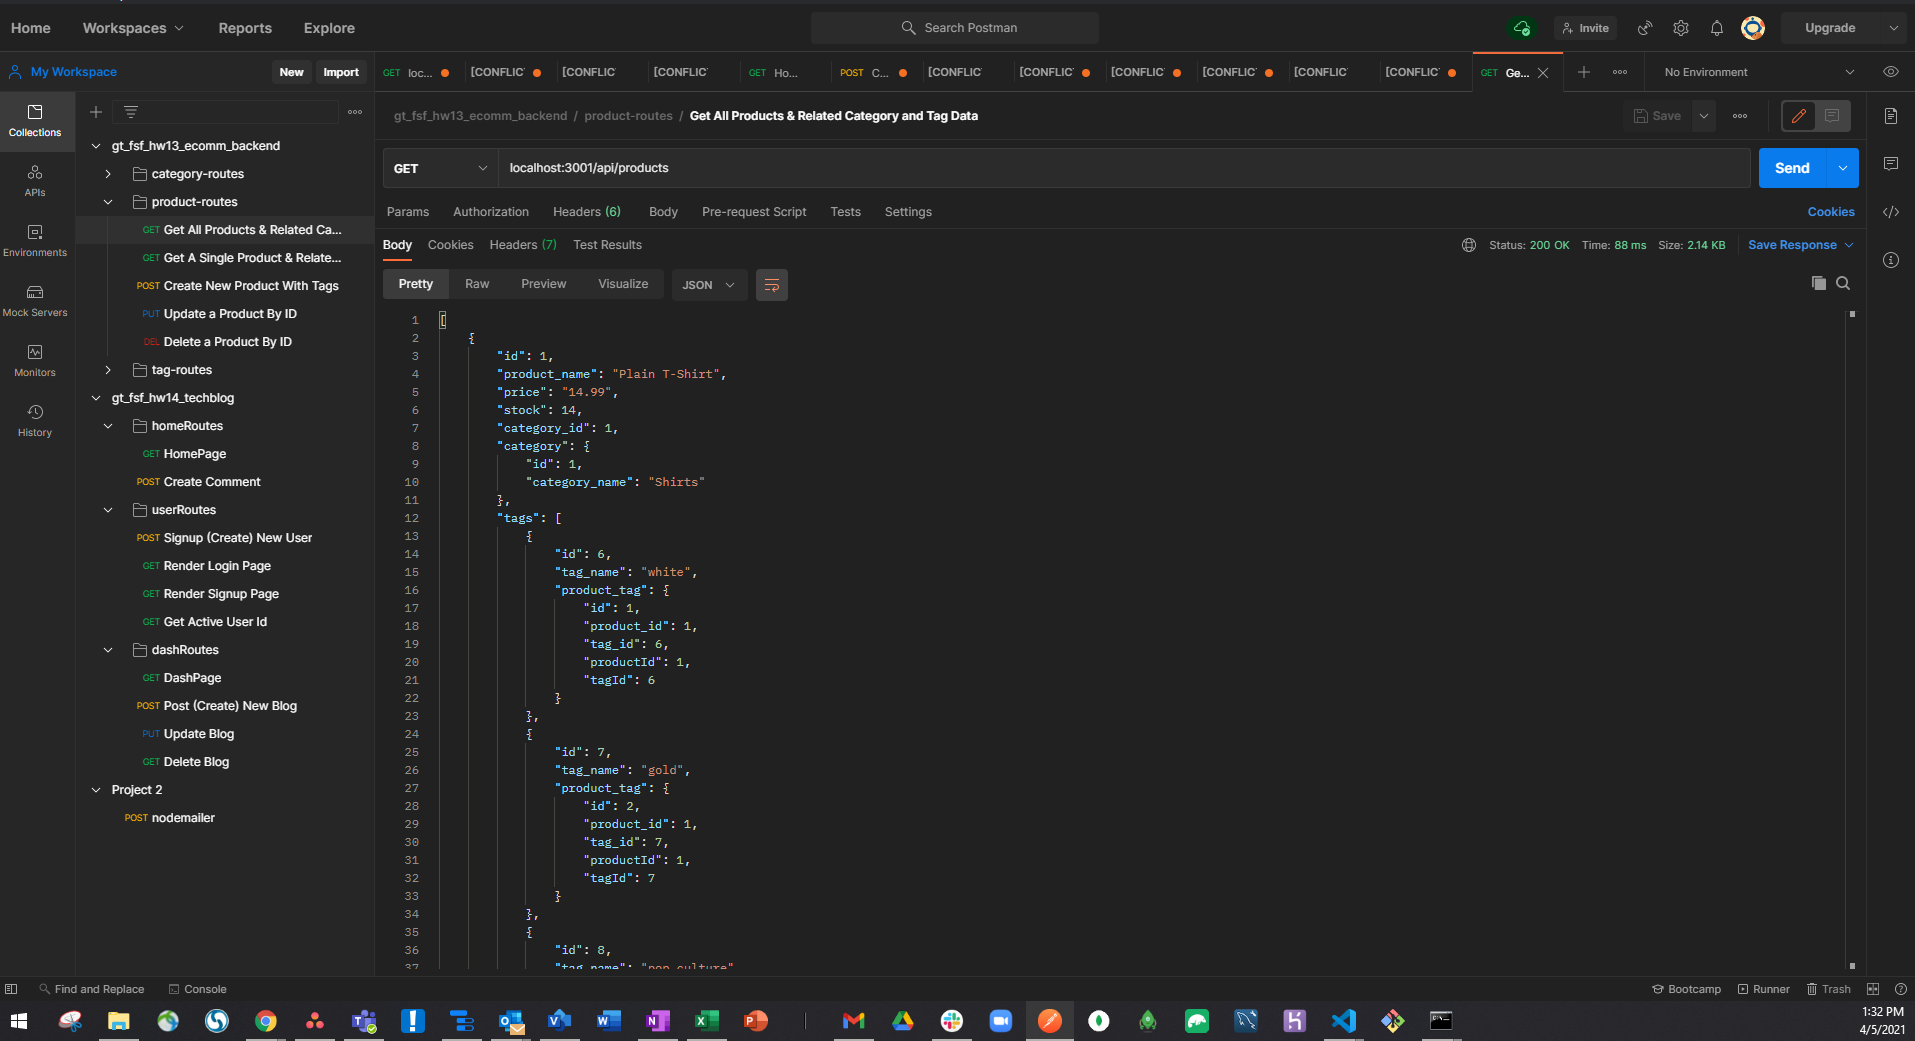 Home Workspaces Reports Explore Search Postman Invite Upgrade
My Workspace New Import
GET loc... [CONFLIC [CONFLIC [CONFLIC GET Ho... POST C... [CONFLIC [CONFLIC [CONFLIC [CONFLIC [CONFLIC [CONFLIC GET Ge... No Environment
Collections
APIs
Environments
Mock Servers
Monitors
History
gt_fsf_hw13_ecomm_backend
category-routes
product-routes
GET Get All Products & Related Ca...
GET Get A Single Product & Relate...
POST Create New Product With Tags
PUT Update a Product By ID
DEL Delete a Product By ID
tag-routes
gt_fsf_hw14_techblog
homeRoutes
GET HomePage
POST Create Comment
userRoutes
POST Signup (Create) New User
GET Render Login Page
GET Render Signup Page
GET Get Active User Id
dashRoutes
GET DashPage
POST Post (Create) New Blog
PUT Update Blog
GET Delete Blog
Project 2
POST nodemailer
gt_fsf_hw13_ecomm_backend / product-routes / Get All Products & Related Category and Tag Data Save
GET localhost:3001/api/products Send
Params Authorization Headers (6) Body Pre-request Script Tests Settings Cookies
Body Cookies Headers (7) Test Results Status: 200 OK Time: 88 ms Size: 2.14 KB Save Response
Pretty Raw Preview Visualize JSON
1 [
2 {
3 "id": 1,
4 "product_name": "Plain T-Shirt",
5 "price": "14.99",
6 "stock": 14,
7 "category_id": 1,
8 "category": {
9 "id": 1,
10 "category_name": "Shirts"
11 },
12 "tags": [
13 {
14 "id": 6,
15 "tag_name": "white",
16 "product_tag": {
17 "id": 1,
18 "product_id": 1,
19 "tag_id": 6,
20 "productId": 1,
21 "tagId": 6
22 }
23 },
24 {
25 "id": 7,
26 "tag_name": "gold",
27 "product_tag": {
28 "id": 2,
29 "product_id": 1,
30 "tag_id": 7,
31 "productId": 1,
32 "tagId": 7
33 }
34 },
35 {
36 "id": 8,
37 "tag_name": "pop culture"
Find and Replace Console Bootcamp Runner Trash
1:32 PM
4/5/2021